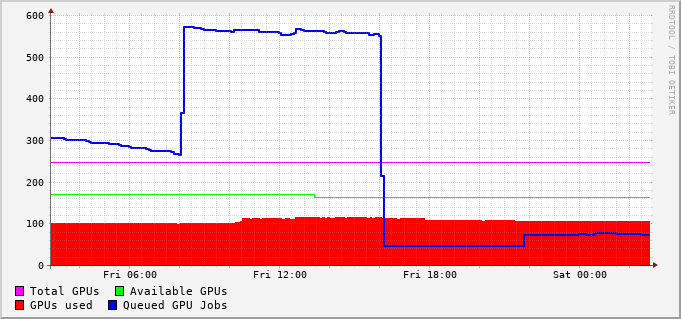 600
500
400
300
200
100
0
Fri 06:00 Fri 12:00 Fri 18:00 Sat 00:00
Total GPUs Available GPUs
GPUs used Queued GPU Jobs
RRDTOOL / TOBI OETIKER